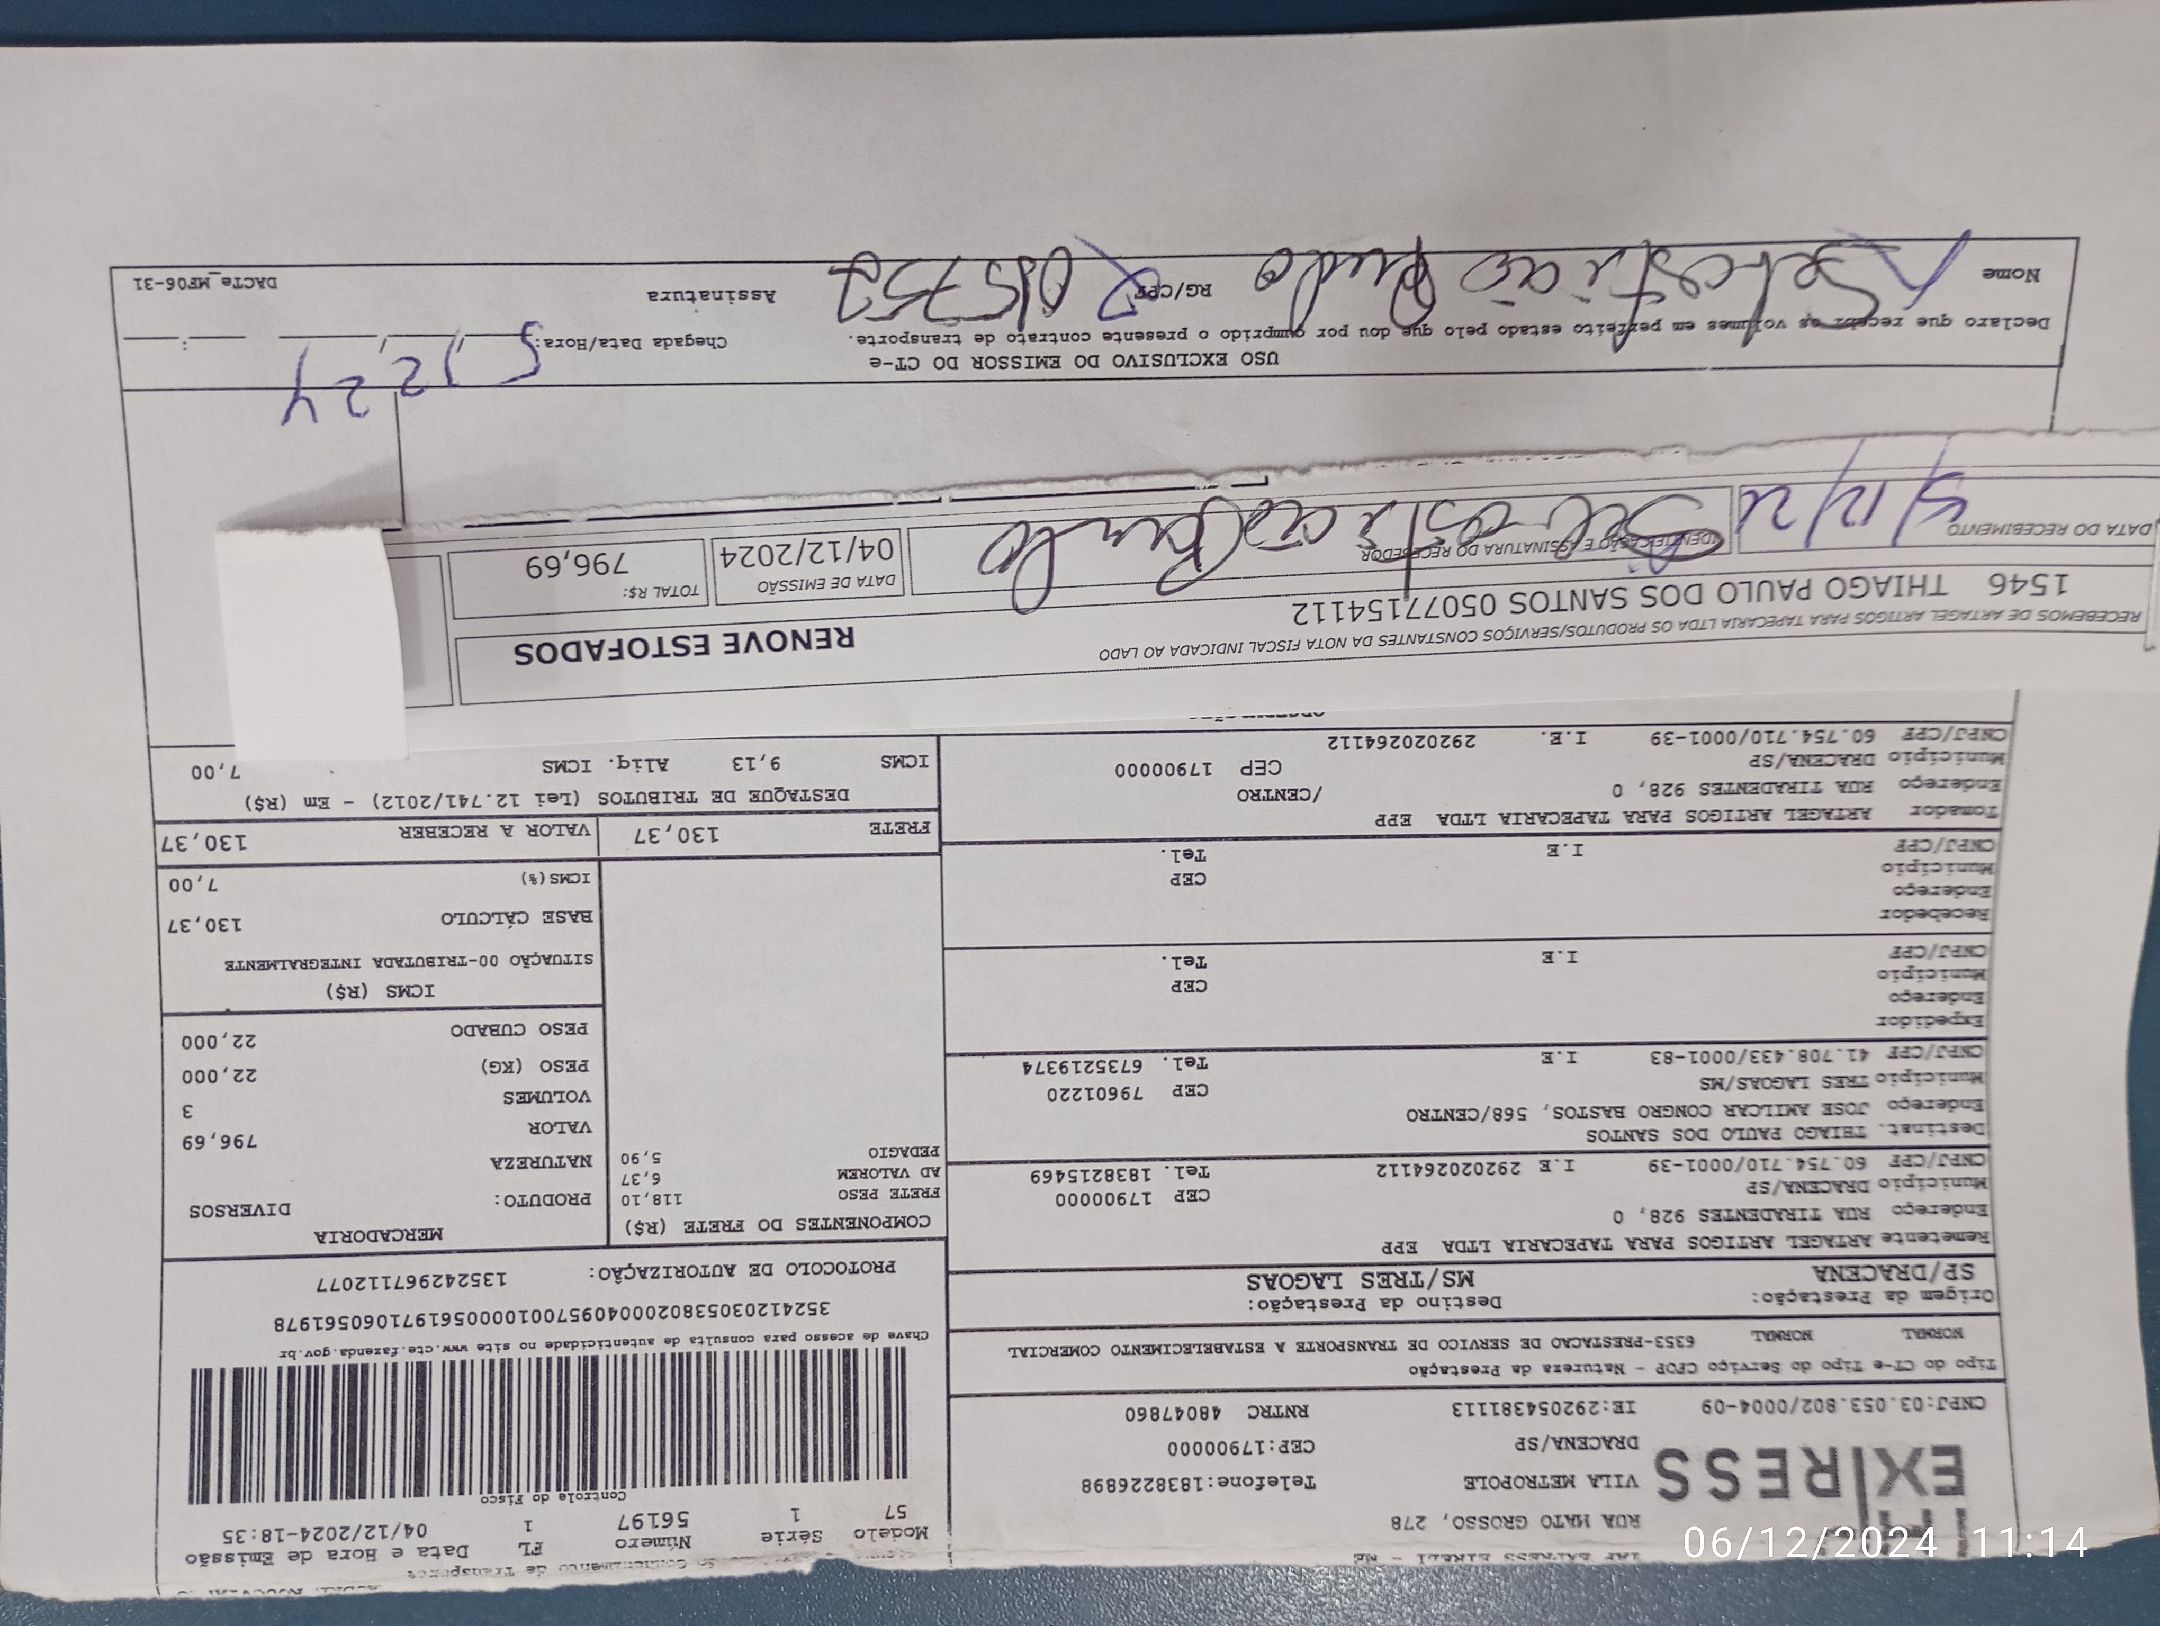 EXPRESS
RUA MATO GROSSO, 278
VILA METROPOLE Telefone:1838226898
DRACENA/SP CEP:17900000
CNPJ:03.053.802/0004-09 IE:292054381113 RNTRC 48047860
Modelo Série Número FL Data e Hora de Emissão
57 1 56197 1 04/12/2024-18:35
Controle do Fisco
Chave de acesso para consulta de autenticidade no site www.cte.fazenda.gov.br
35241203053802000409570010000561971060561978
PROTOCOLO DE AUTORIZAÇÃO: 135242967112077
Tipo do CT-e Tipo do Serviço CFOP - Natureza da Prestação
NORMAL NORMAL 6353-PRESTACAO DE SERVICO DE TRANSPORTE A ESTABELECIMENTO COMERCIAL
Origem da Prestação: Destino da Prestação:
SP/DRACENA MS/TRES LAGOAS
Remetente ARTAGEL ARTIGOS PARA TAPECARIA LTDA EPP
Endereço RUA TIRADENTES 928, 0
Município DRACENA/SP CEP 17900000
CNPJ/CPF 60.754.710/0001-39 I.E 292020264112 Tel. 1838215469
Destinat. THIAGO PAULO DOS SANTOS
Endereço JOSE AMILCAR CONGRO BASTOS, 568/CENTRO
Município TRES LAGOAS/MS CEP 79601220
CNPJ/CPF 41.708.433/0001-83 I.E Tel. 6735219374
Expedidor
Endereço
Município CEP
CNPJ/CPF I.E Tel.
Recebedor
Endereço
Município CEP
CNPJ/CPF I.E Tel.
Tomador ARTAGEL ARTIGOS PARA TAPECARIA LTDA EPP
Endereço RUA TIRADENTES 928, 0 /CENTRO
Município DRACENA/SP CEP 17900000
CNPJ/CPF 60.754.710/0001-39 I.E. 292020264112
COMPONENTES DO FRETE (R$)
FRETE PESO 118,10
AD VALOREM 6,37
PEDAGIO 5,90
MERCADORIA
PRODUTO: DIVERSOS
NATUREZA
VALOR 796,69
VOLUMES 3
PESO (KG) 22,000
PESO CUBADO 22,000
ICMS (R$)
SITUAÇÃO 00-TRIBUTADA INTEGRALMENTE
BASE CÁLCULO 130,37
ICMS(%) 7,00
FRETE 130,37 VALOR A RECEBER 130,37
DESTAQUE DE TRIBUTOS (Lei 12.741/2012) - Em (R$)
ICMS 9,13 Aliq. ICMS 7,00
RECEBEMOS DE ARTAGEL ARTIGOS PARA TAPECARIA LTDA OS PRODUTOS/SERVIÇOS CONSTANTES DA NOTA FISCAL INDICADA AO LADO
RENOVE ESTOFADOS
1546 THIAGO PAULO DOS SANTOS 05077154112
DATA DO RECEBIMENTO IDENTIFICAÇÃO E ASSINATURA DO RECEBEDOR DATA DE EMISSÃO TOTAL R$:
04/12/2024 796,69
USO EXCLUSIVO DO EMISSOR DO CT-e
Declaro que recebi os volumes em perfeito estado pelo que dou por cumprido o presente contrato de transporte.
Chegada Data/Hora: 5 12 24
Nome RG/CPF Assinatura
DACTe_MF06-31
06/12/2024 11:14